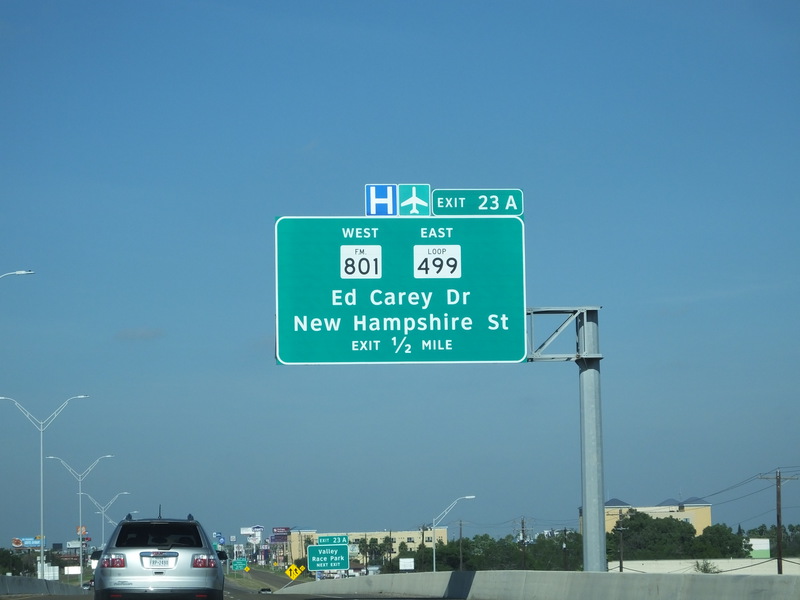 H EXIT 23 A
WEST EAST
F.M. LOOP
801 499
Ed Carey Dr
New Hampshire St
EXIT 1/2 MILE
EXIT 23 A
Valley
Race Park
NEXT EXIT